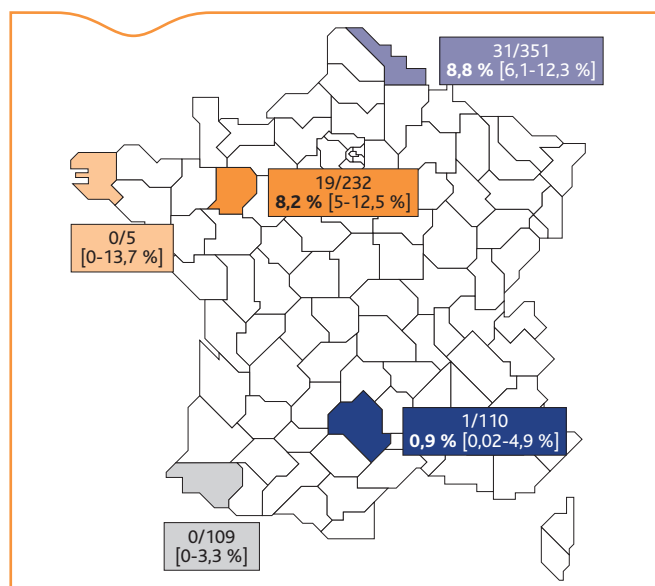 31/351
8,8 % [6,1-12,3 %]
19/232
8,2 % [5-12,5 %]
0/5
[0-13,7 %]
1/110
0,9 % [0,02-4,9 %]
0/109
[0-3,3 %]